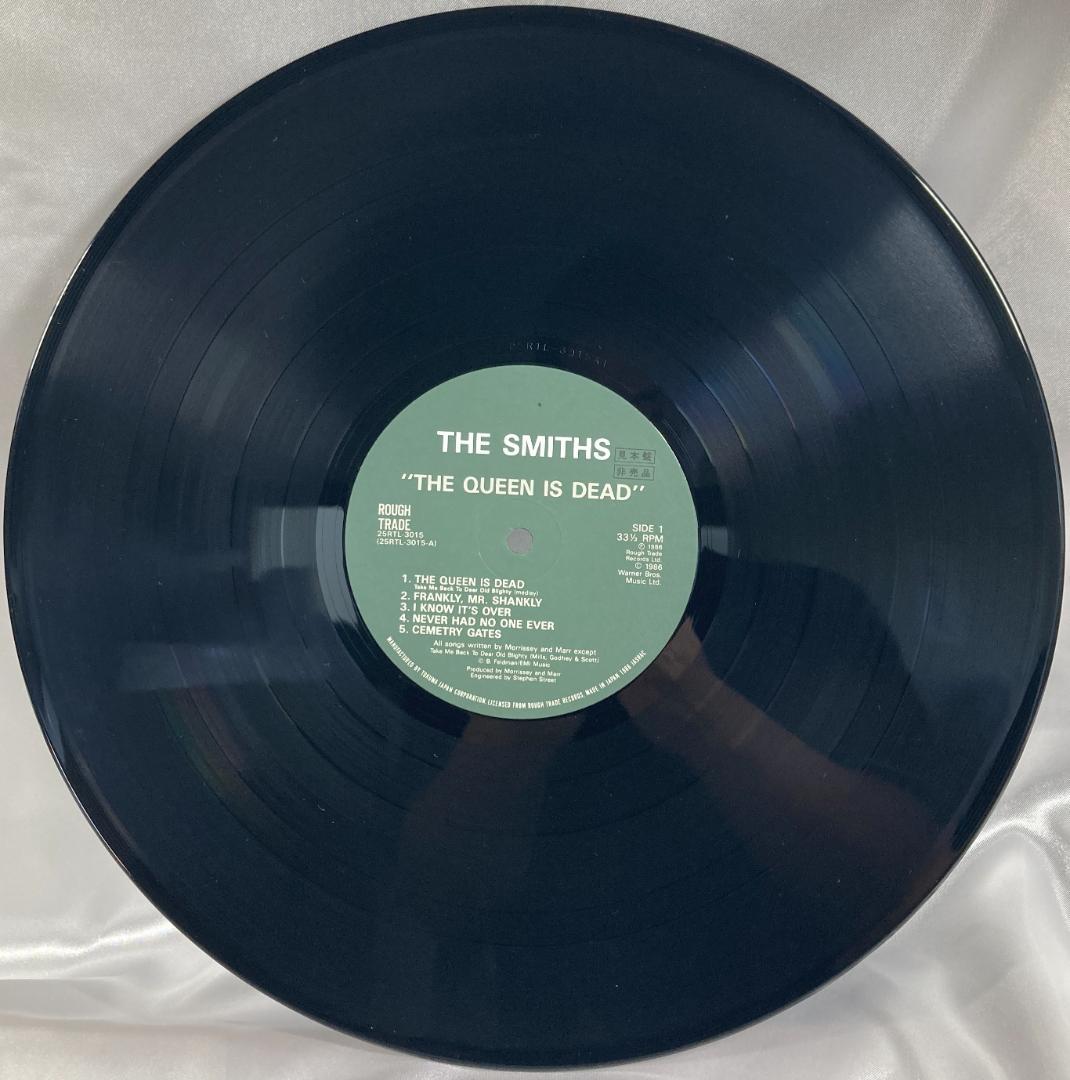 25RTL-3015A1
THE SMITHS
見本盤
非売品
"THE QUEEN IS DEAD"
ROUGH
TRADE
25RTL-3015
(25RTL-3015-A)
SIDE 1
33⅓ RPM
Ⓟ 1986
Rough Trade
Records Ltd.
© 1986
Warner Bros.
Music Ltd.
1. THE QUEEN IS DEAD
Take Me Back To Dear Old Blighty (medley)
2. FRANKLY, MR. SHANKLY
3. I KNOW IT'S OVER
4. NEVER HAD NO ONE EVER
5. CEMETRY GATES
All songs written by Morrissey and Marr except
Take Me Back To Dear Old Blighty (Mills, Godfrey & Scott)
© B. Feldman/EMI Music
Produced by Morrissey and Marr
Engineered by Stephen Street
MANUFACTURED BY TOKUMA JAPAN CORPORATION, LICENSED FROM ROUGH TRADE RECORDS. MADE IN JAPAN 1986 JASRAC